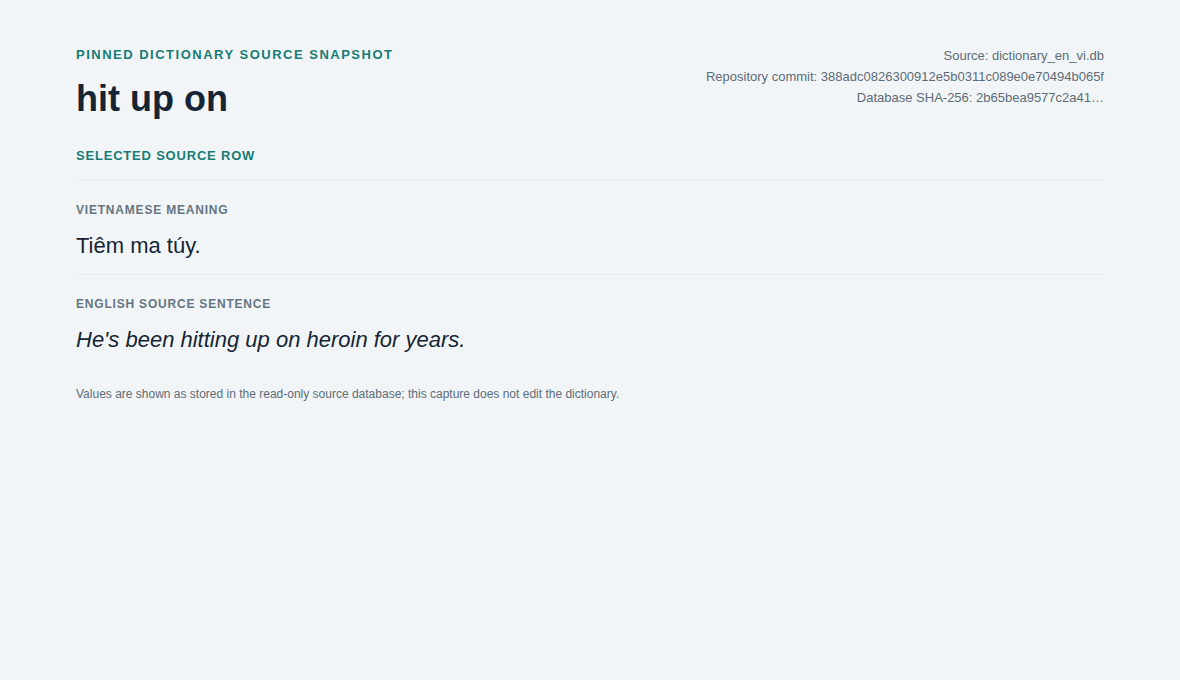 PINNED DICTIONARY SOURCE SNAPSHOT
hit up on
Source: dictionary_en_vi.db
Repository commit: 388adc0826300912e5b0311c089e0e70494b065f
Database SHA-256: 2b65bea9577c2a41…
SELECTED SOURCE ROW
VIETNAMESE MEANING
Tiêm ma túy.
ENGLISH SOURCE SENTENCE
He's been hitting up on heroin for years.
Values are shown as stored in the read-only source database; this capture does not edit the dictionary.